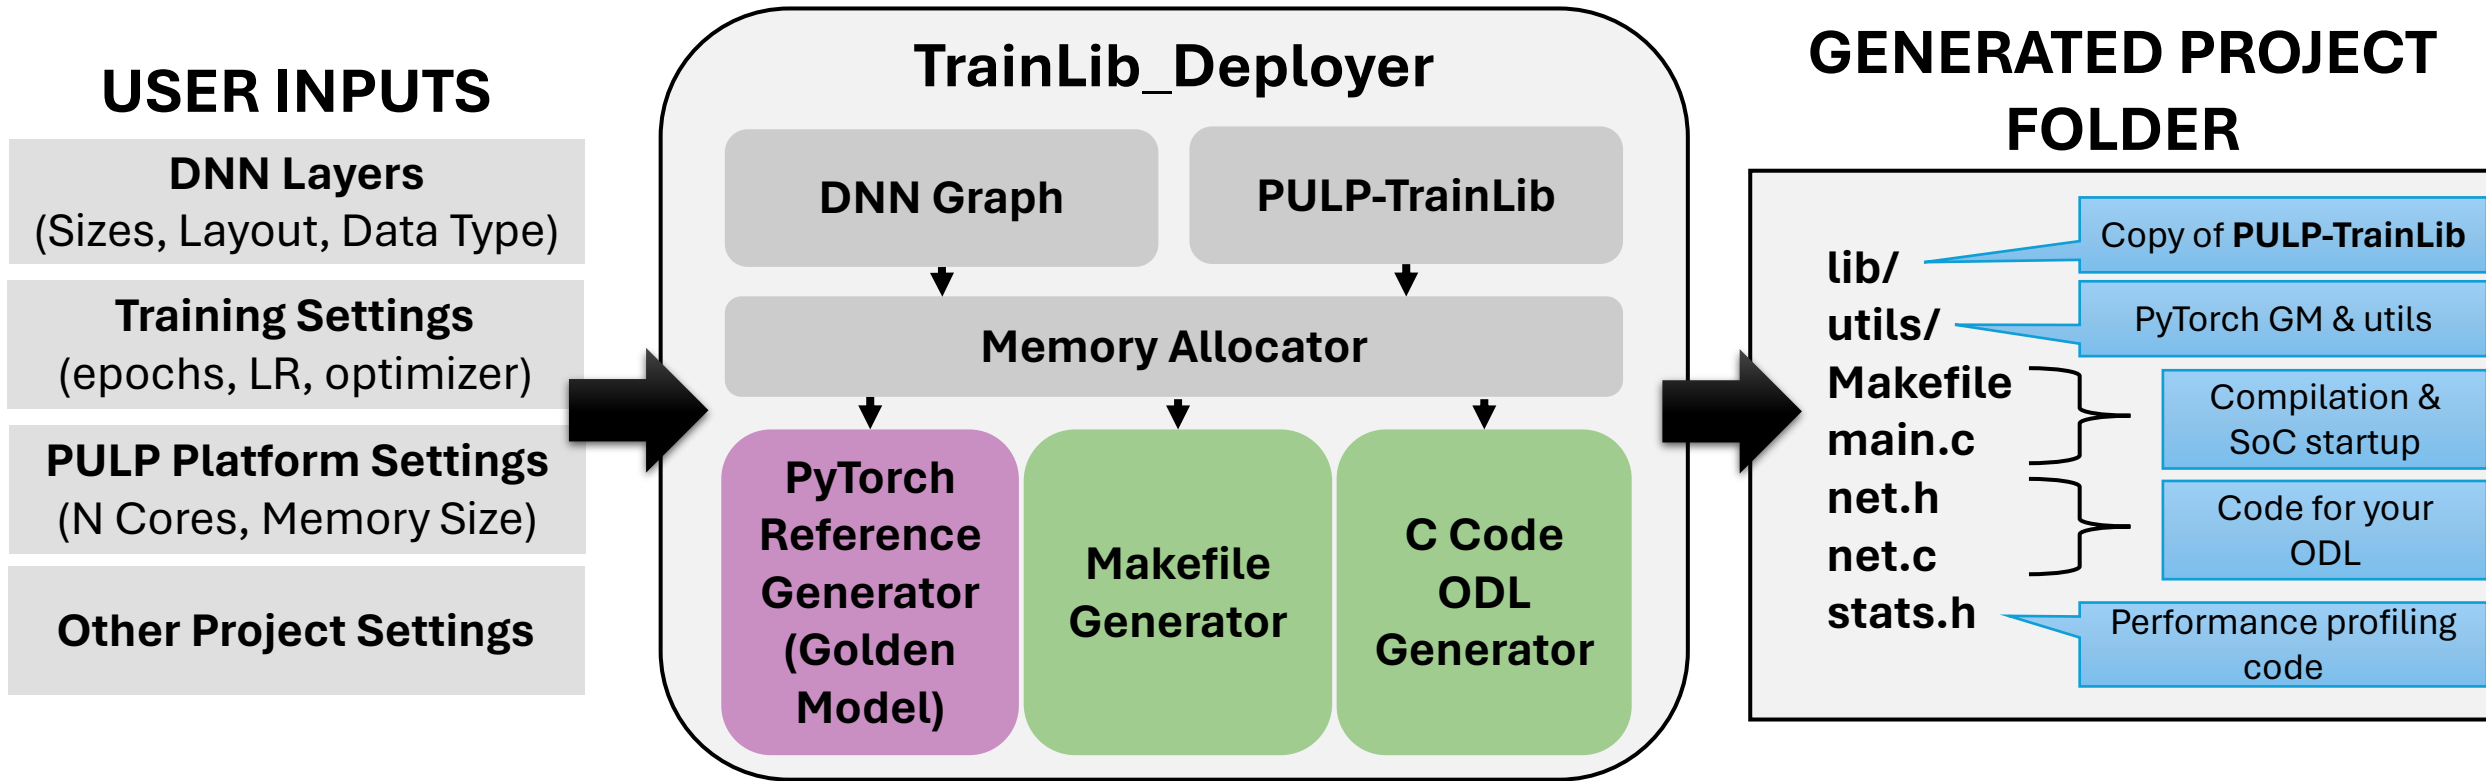 USER INPUTS
DNN Layers
(Sizes, Layout, Data Type)
Training Settings
(epochs, LR, optimizer)
PULP Platform Settings
(N Cores, Memory Size)
Other Project Settings
TrainLib_Deployer
DNN Graph
PULP-TrainLib
Memory Allocator
PyTorch
Reference
Generator
(Golden
Model)
Makefile
Generator
C Code
ODL
Generator
GENERATED PROJECT
FOLDER
lib/
Copy of PULP-TrainLib
utils/
PyTorch GM & utils
Makefile
main.c
Compilation &
SoC startup
net.h
net.c
Code for your
ODL
stats.h
Performance profiling
code